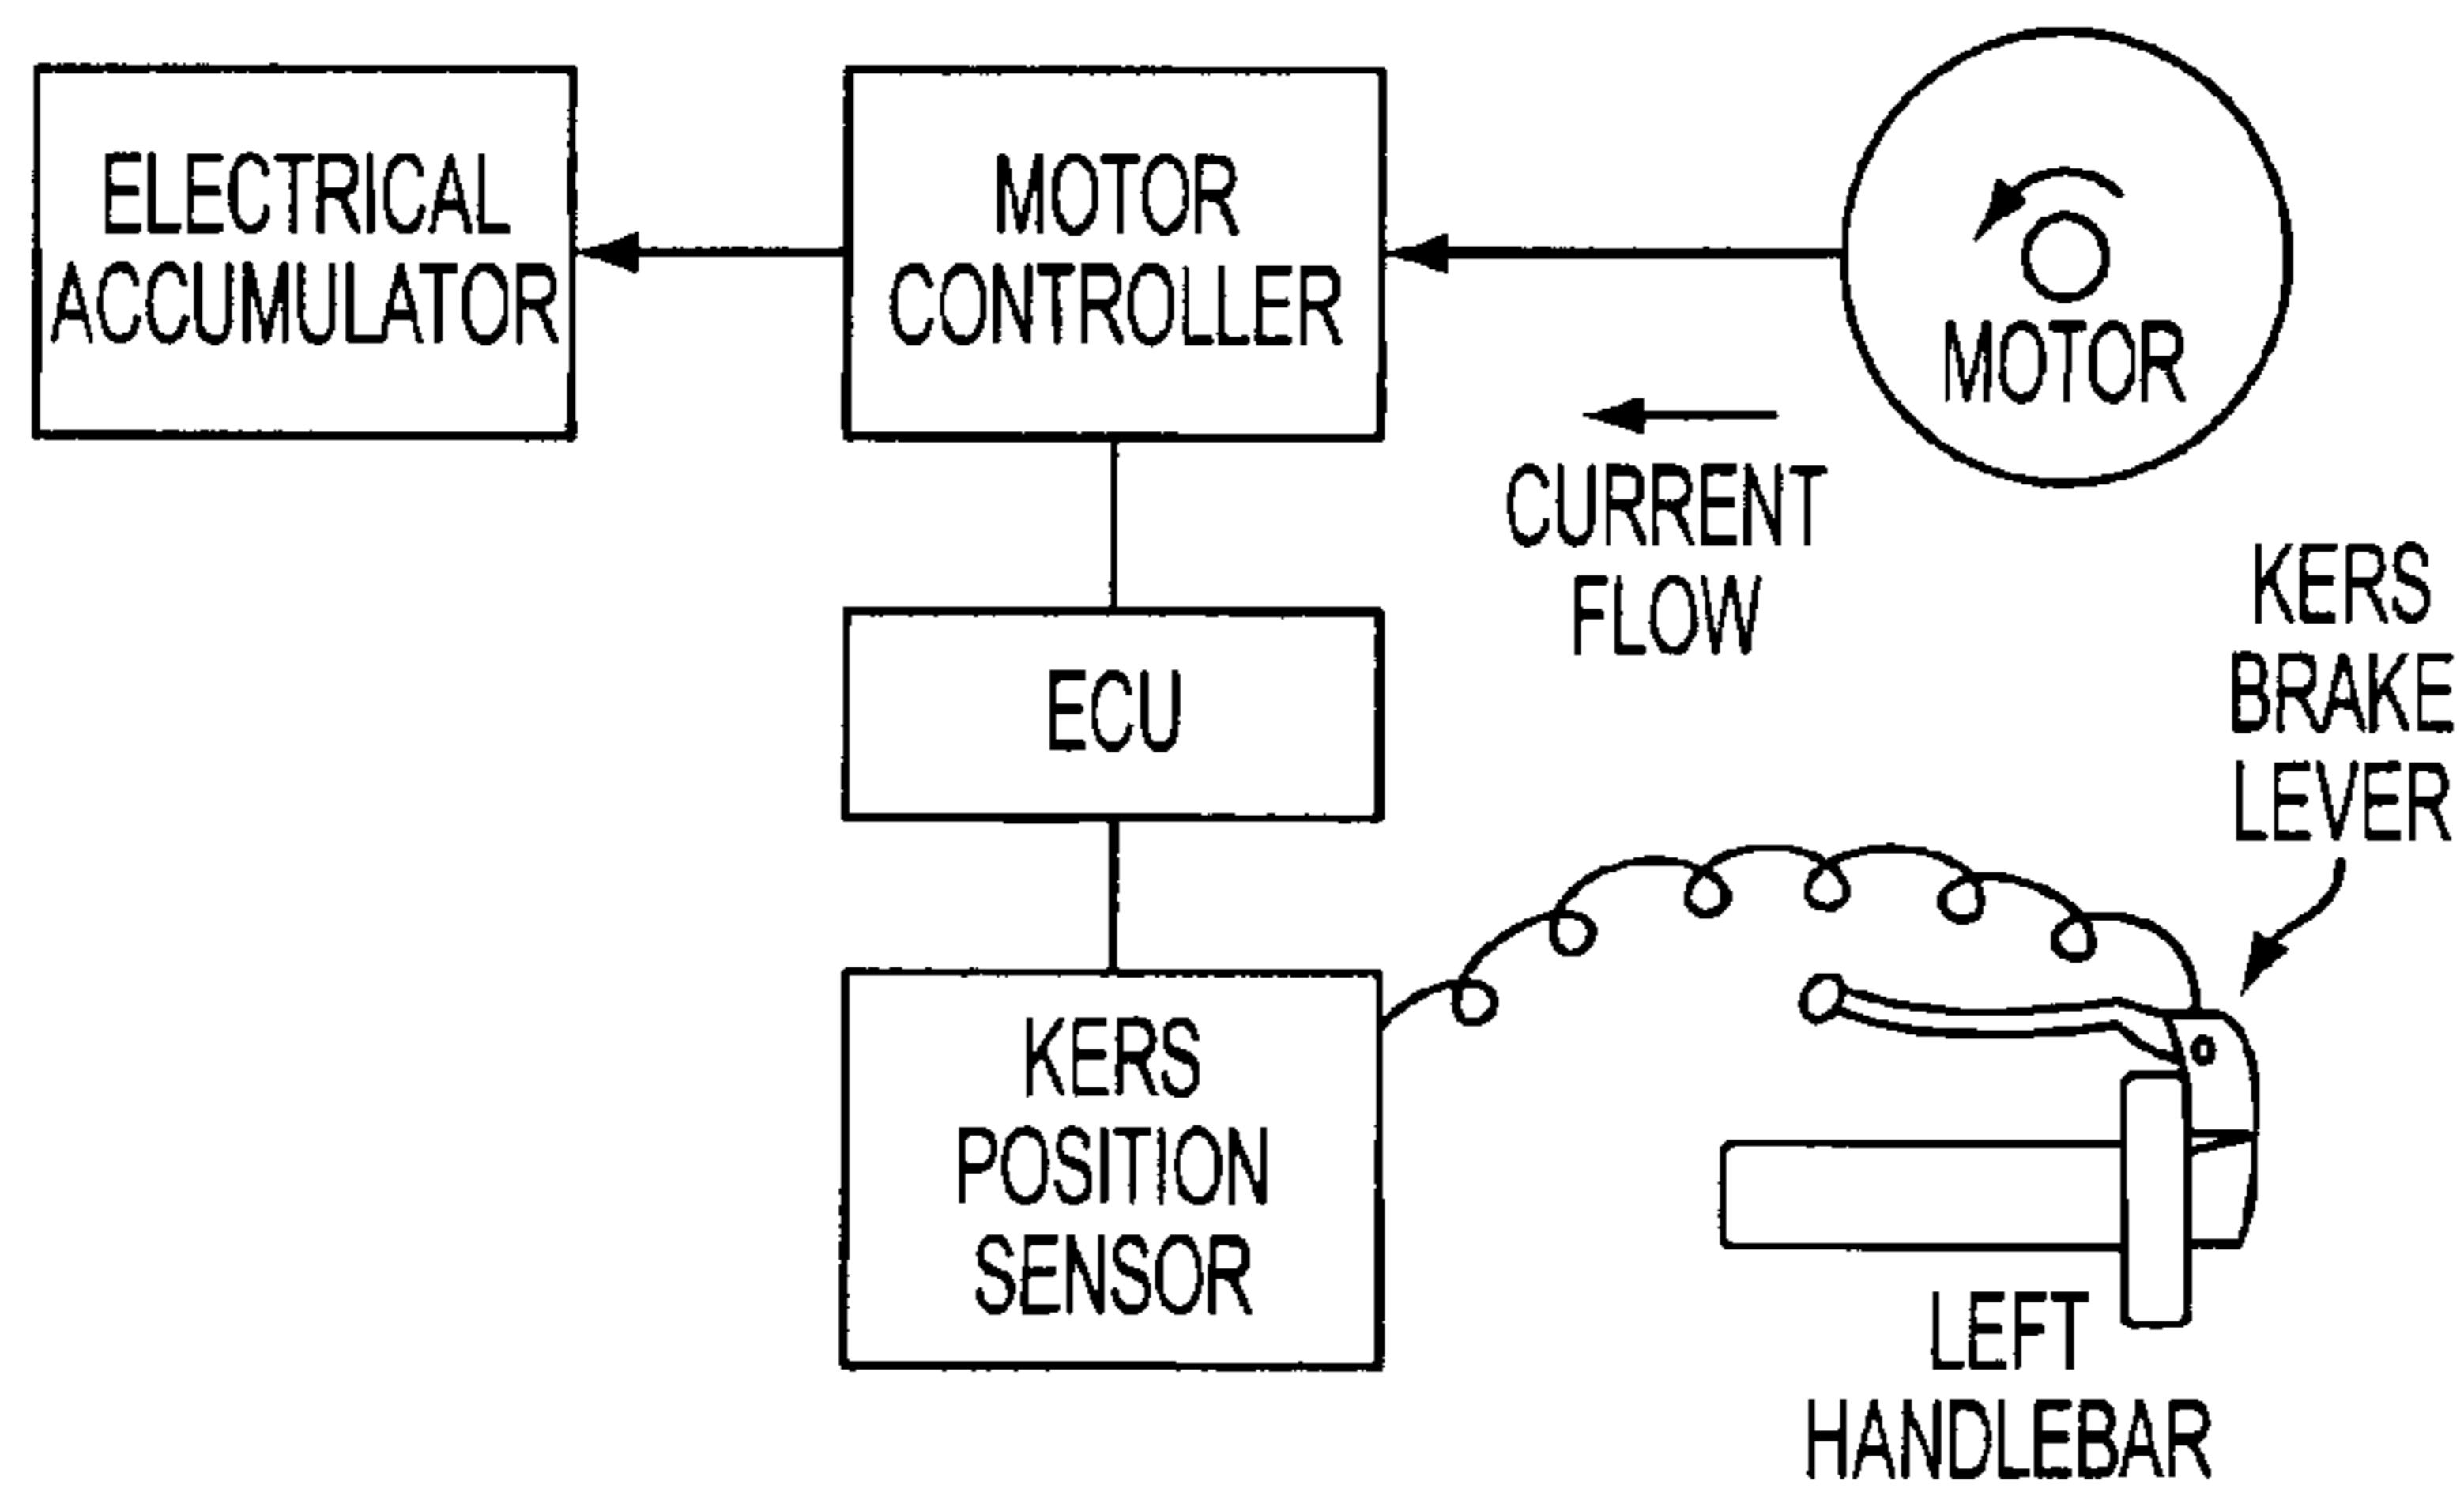 ELECTRICAL
ACCUMULATOR
MOTOR
CONTROLLER
MOTOR
CURRENT
FLOW
ECU
KERS
BRAKE
LEVER
KERS
POSITION
SENSOR
LEFT
HANDLEBAR